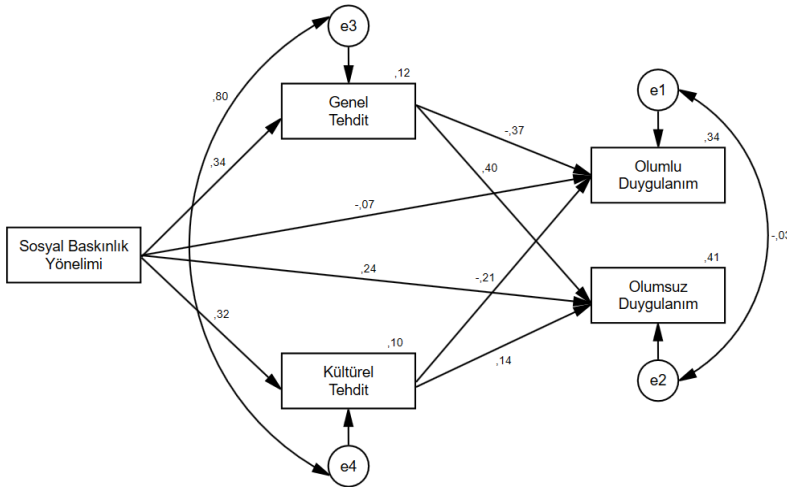 e3
,12
,80
Genel
Tehdit
e1
,34
-,37
Olumlu
Duygulanım
,34
,40
-,07
Sosyal Baskınlık
Yönelimi
-,03
,24
,41
-,21
Olumsuz
Duygulanım
,32
,10
Kültürel
Tehdit
,14
e2
e4